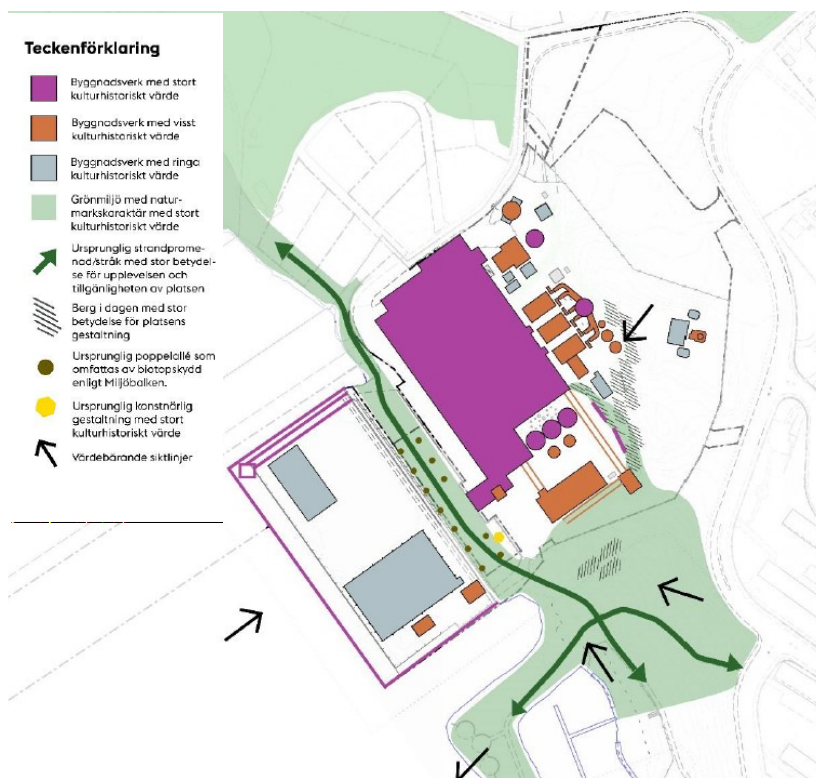 Teckenförklaring
Byggnadsverk med stort
kulturhistoriskt värde
Byggnadsverk med visst
kulturhistoriskt värde
Byggnadsverk med ringa
kulturhistoriskt värde
Grönmiljö med natur-
markskaraktär med stort
kulturhistoriskt värde
Ursprunglig strandprome-
nad/stråk med stor betydel-
se för upplevelsen och
tillgänligheten av platsen
Berg i dagen med stor
betydelse för platsens
gestaltning
Ursprunglig poppelallé som
omfattas av biotopskydd
enligt Miljöbalken.
Ursprunglig konstnärlig
gestaltning med stort
kulturhistoriskt värde
Värdebärande siktlinjer